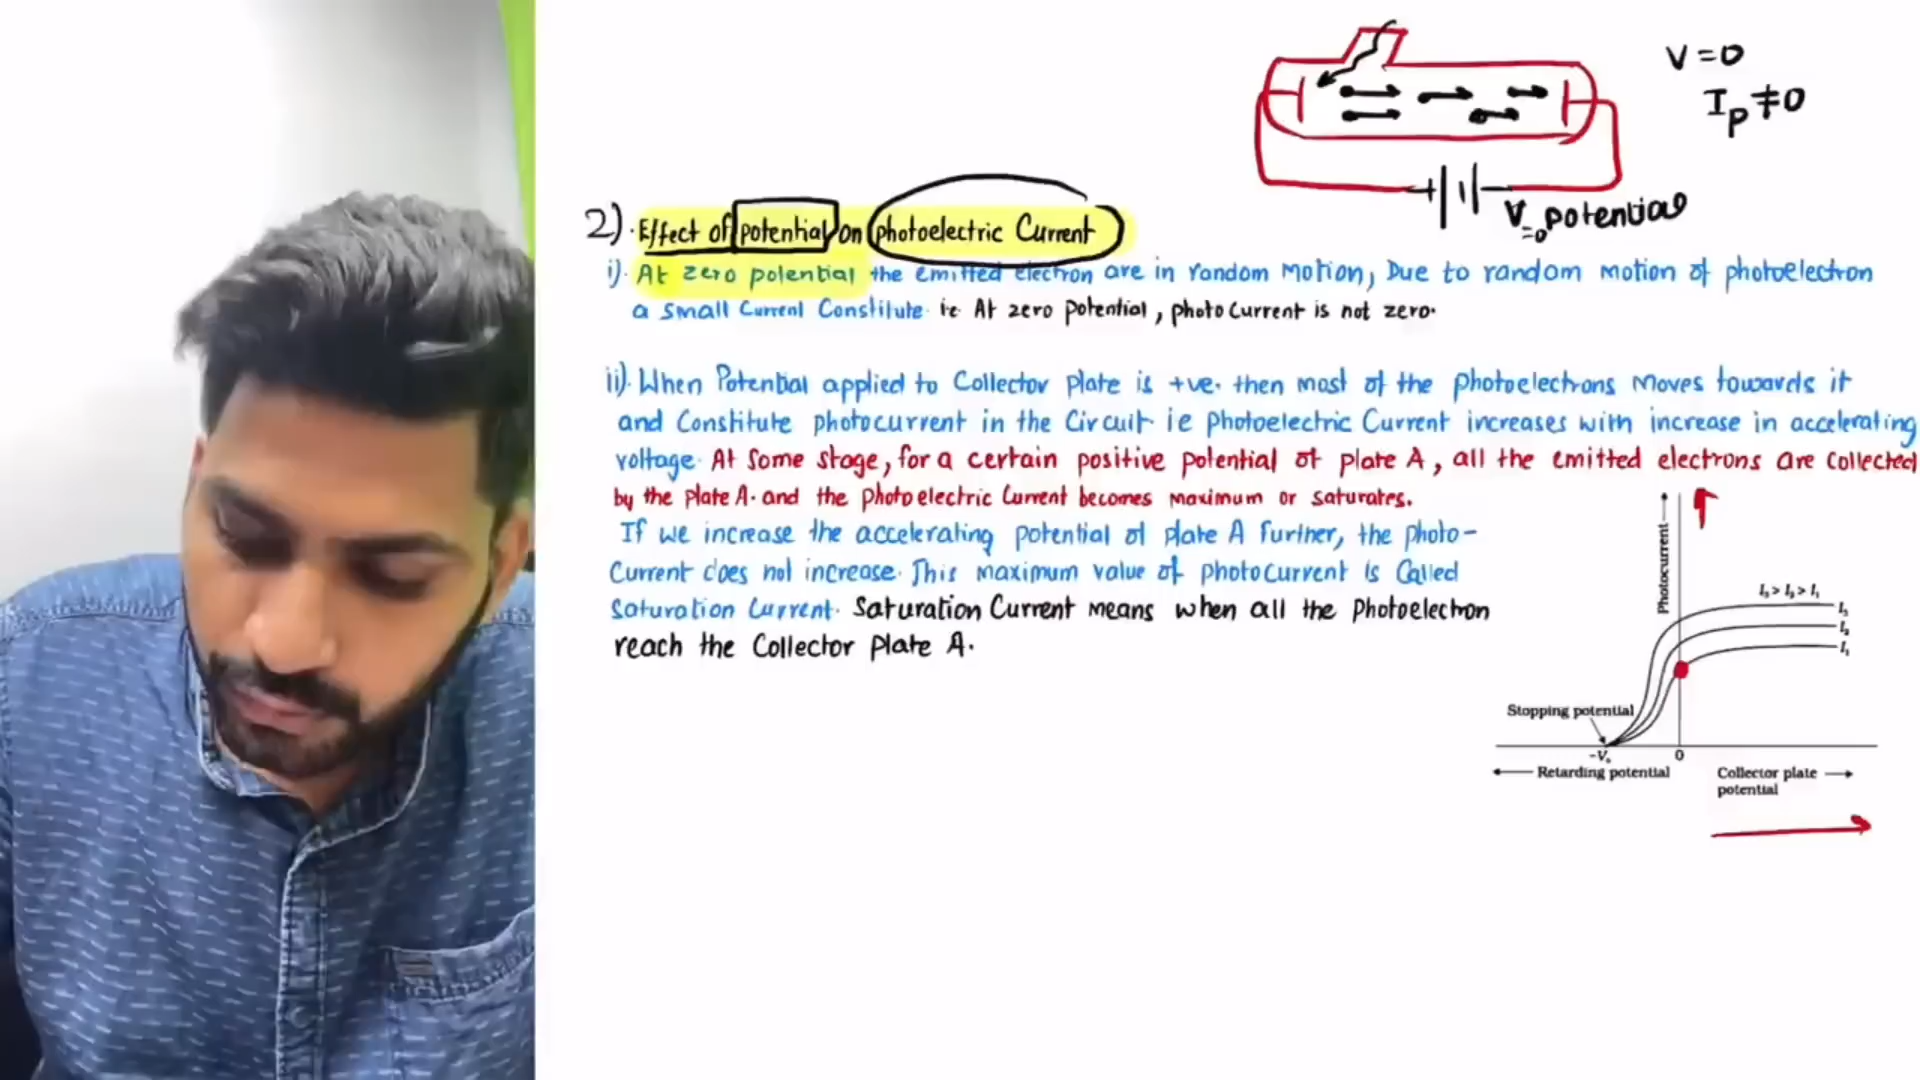 V=0
Ip≠0
V=0 potential
2). Effect of potential on photoelectric Current
i). At zero potential the emitted electron are in random motion, Due to random motion of photoelectron
a small Current Constitute i.e At zero potential, photocurrent is not zero.
ii). When Potential applied to Collector plate is +ve. then most of the photoelectrons moves towards it
and Constitute photocurrent in the Circuit ie photoelectric Current increases with increase in accelerating
voltage. At some stage, for a certain positive potential of plate A, all the emitted electrons are collected
by the plate A. and the photoelectric Current becomes maximum or saturates.
If we increase the accelerating potential of plate A further, the photo-
Current does not increase. This maximum value of photocurrent is Called
Saturation Current. Saturation Current means when all the Photoelectron
reach the Collector plate A.
Photocurrent
I₃ > I₂ > I₁
I₃
I₂
I₁
Stopping potential
-V₀
0
Retarding potential
Collector plate
potential